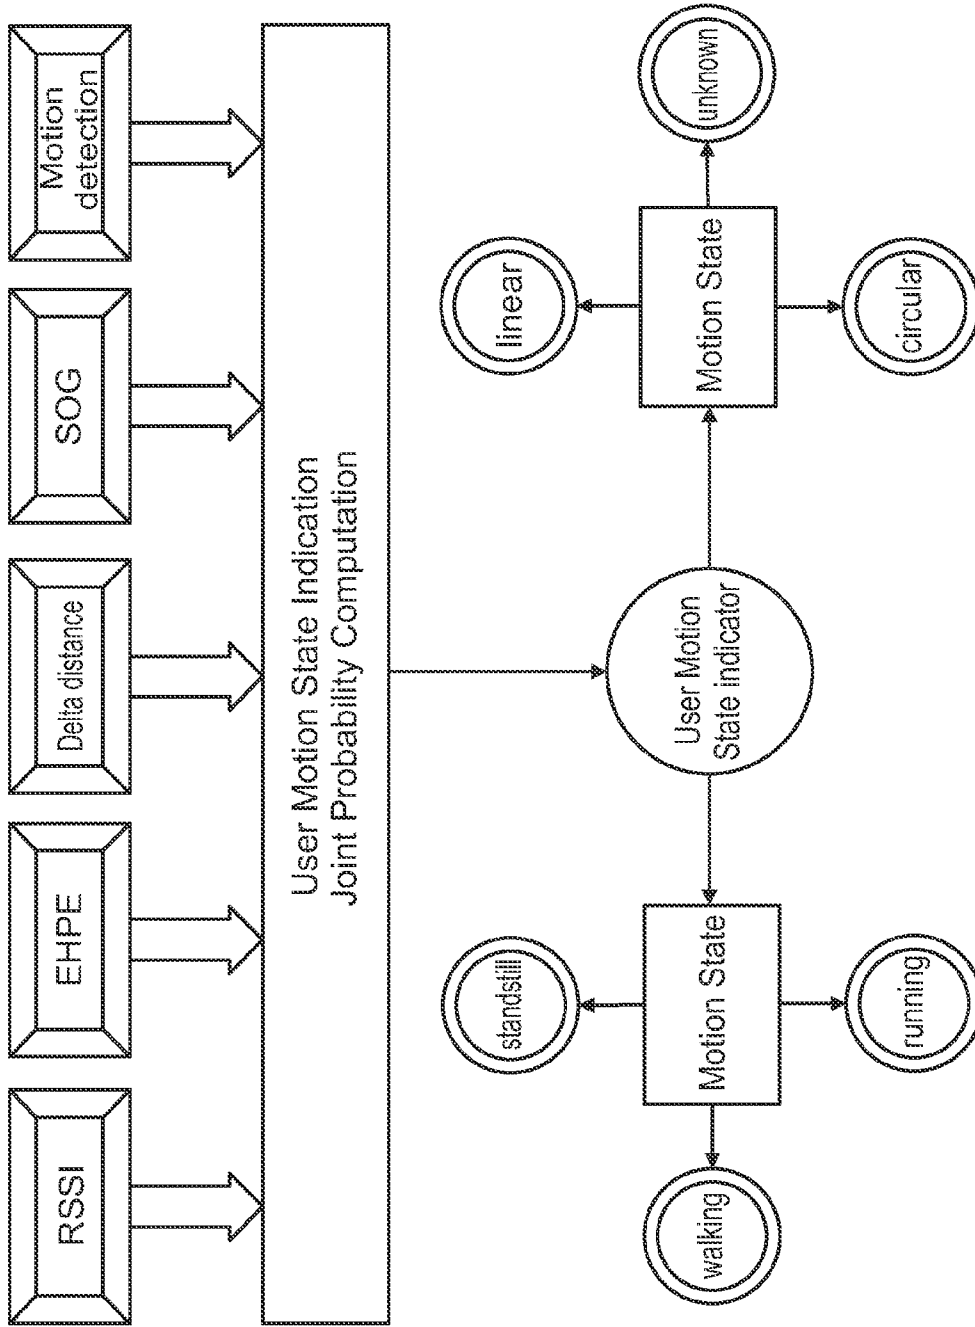 RSSI
EHPE
Delta distance
SOG
Motion
detection
User Motion State Indication
Joint Probability Computation
User Motion
State indicator
Motion State
standstill
walking
running
Motion State
linear
unknown
circular